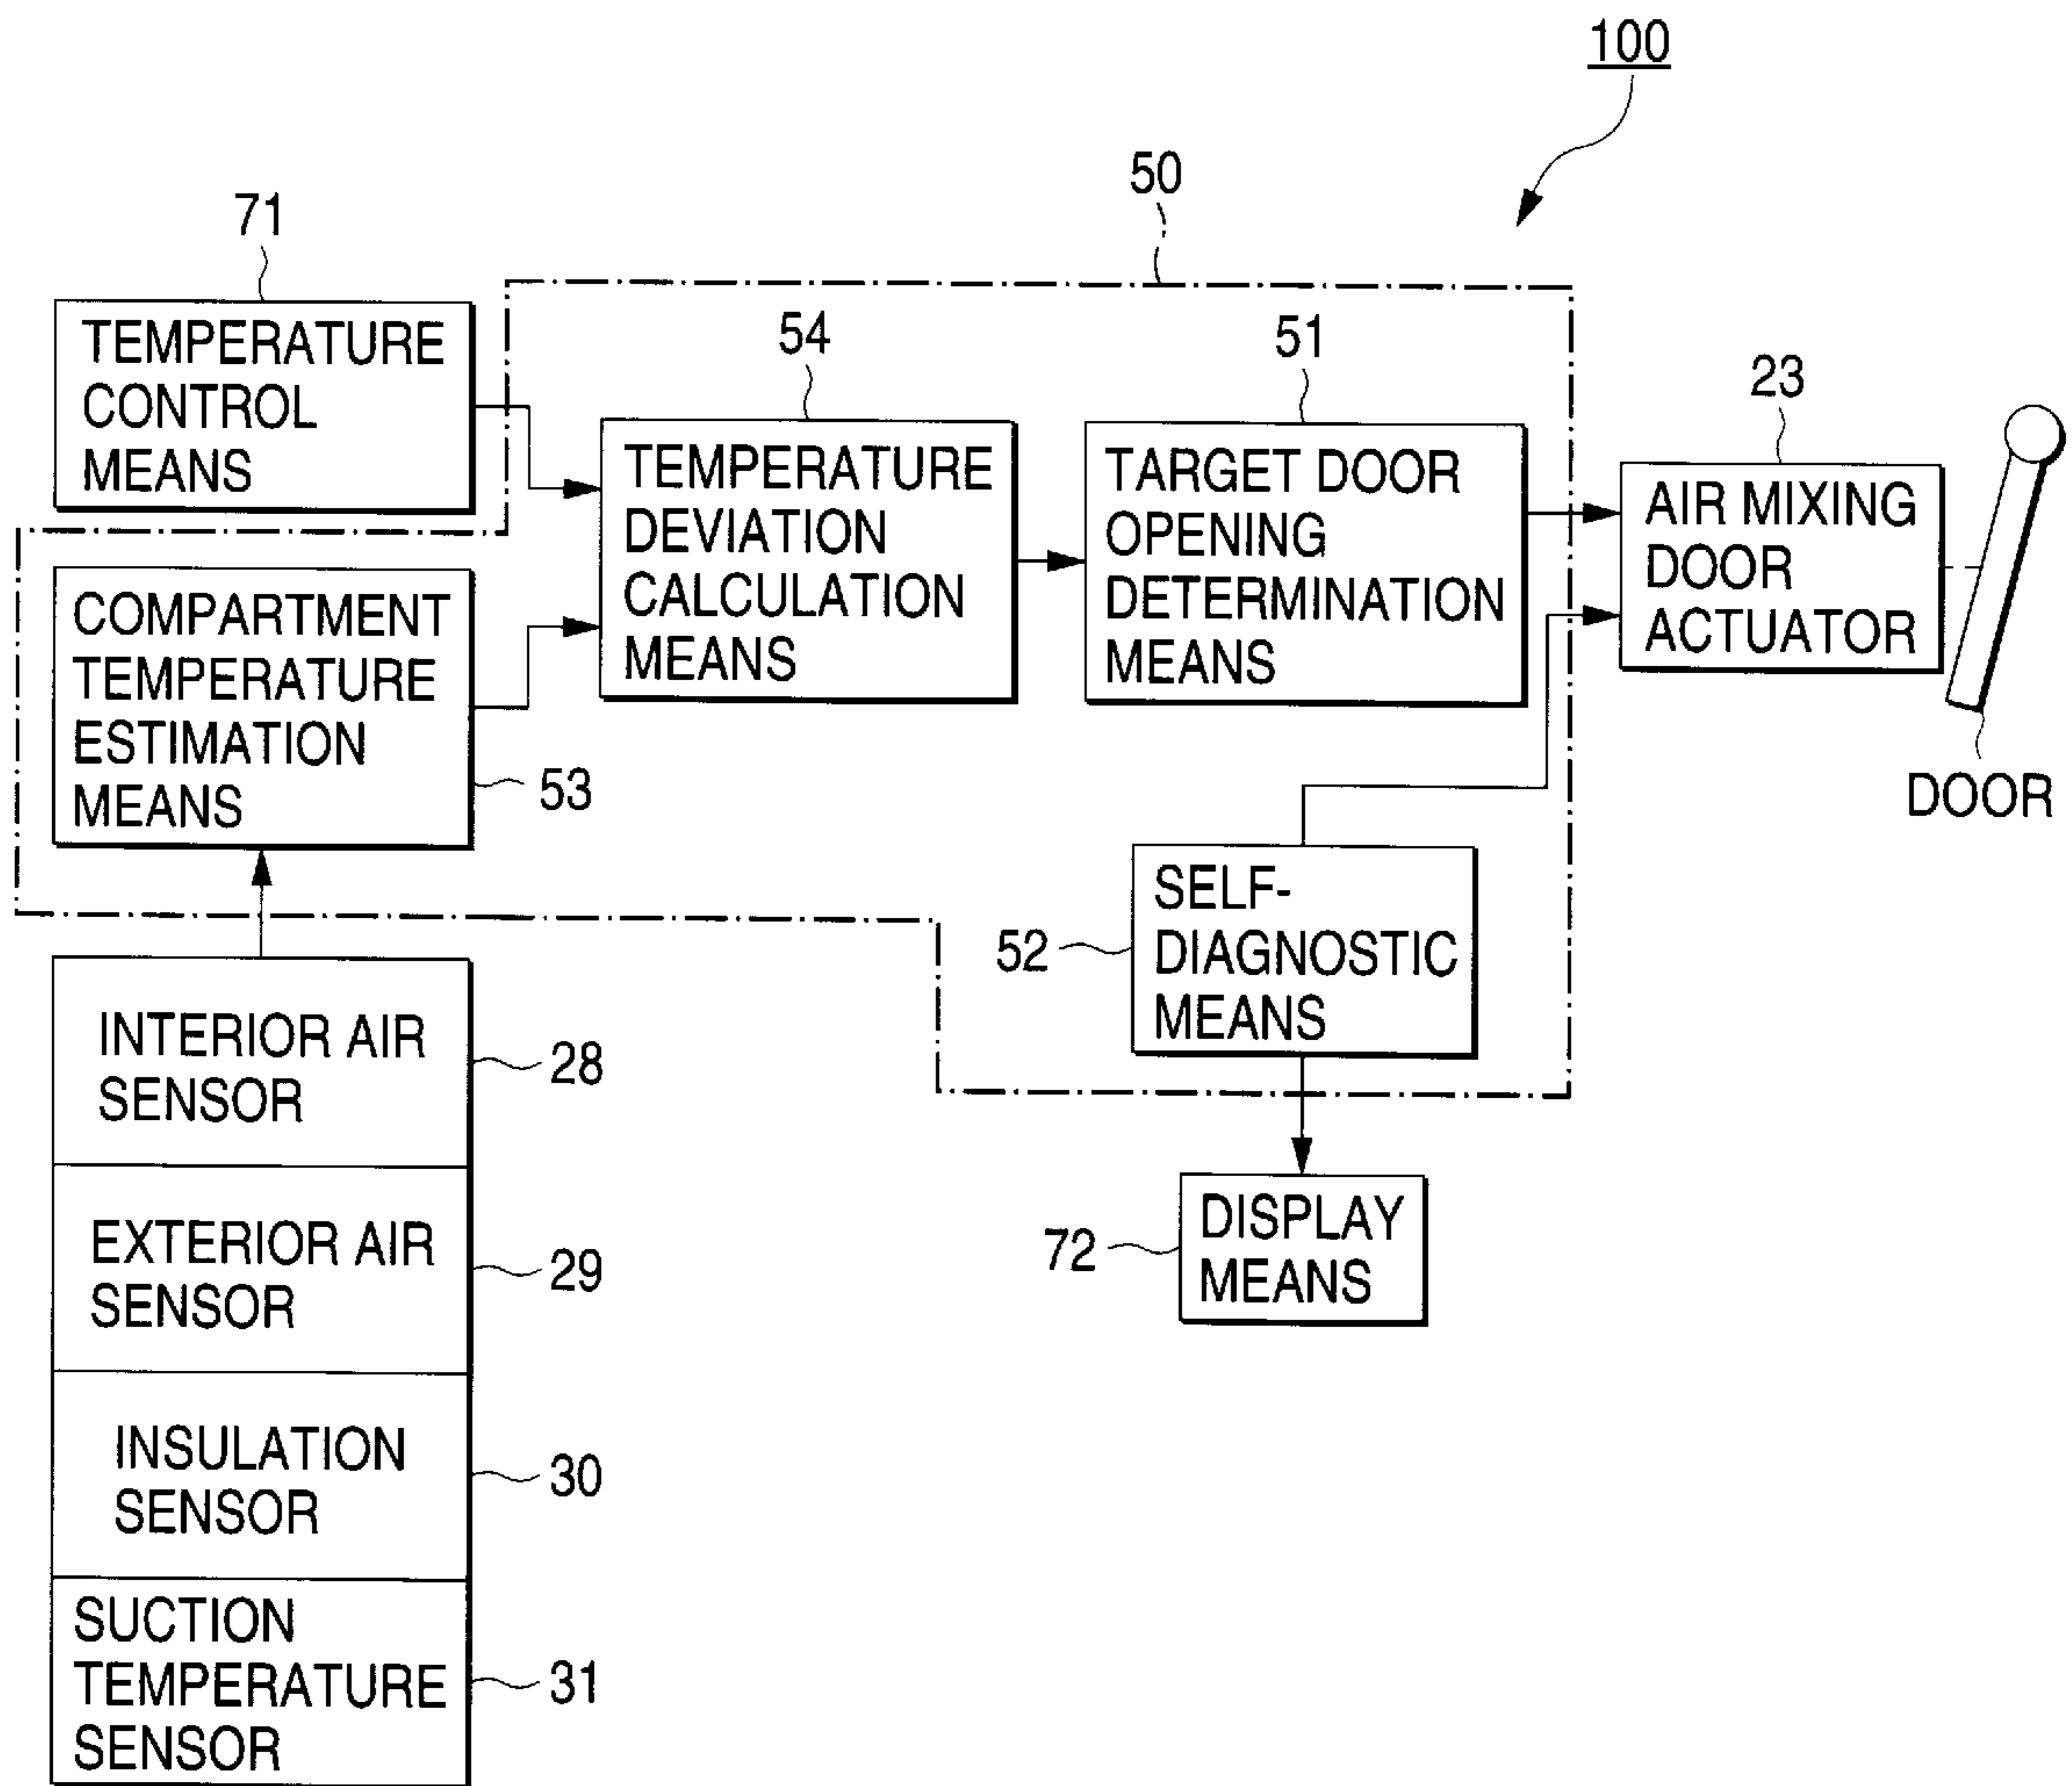 100
50
71
TEMPERATURE
CONTROL
MEANS
54
TEMPERATURE
DEVIATION
CALCULATION
MEANS
51
TARGET DOOR
OPENING
DETERMINATION
MEANS
23
AIR MIXING
DOOR
ACTUATOR
DOOR
COMPARTMENT
TEMPERATURE
ESTIMATION
MEANS
53
SELF-
DIAGNOSTIC
MEANS
52
INTERIOR AIR
SENSOR
28
EXTERIOR AIR
SENSOR
29
INSULATION
SENSOR
30
SUCTION
TEMPERATURE
SENSOR
31
DISPLAY
MEANS
72